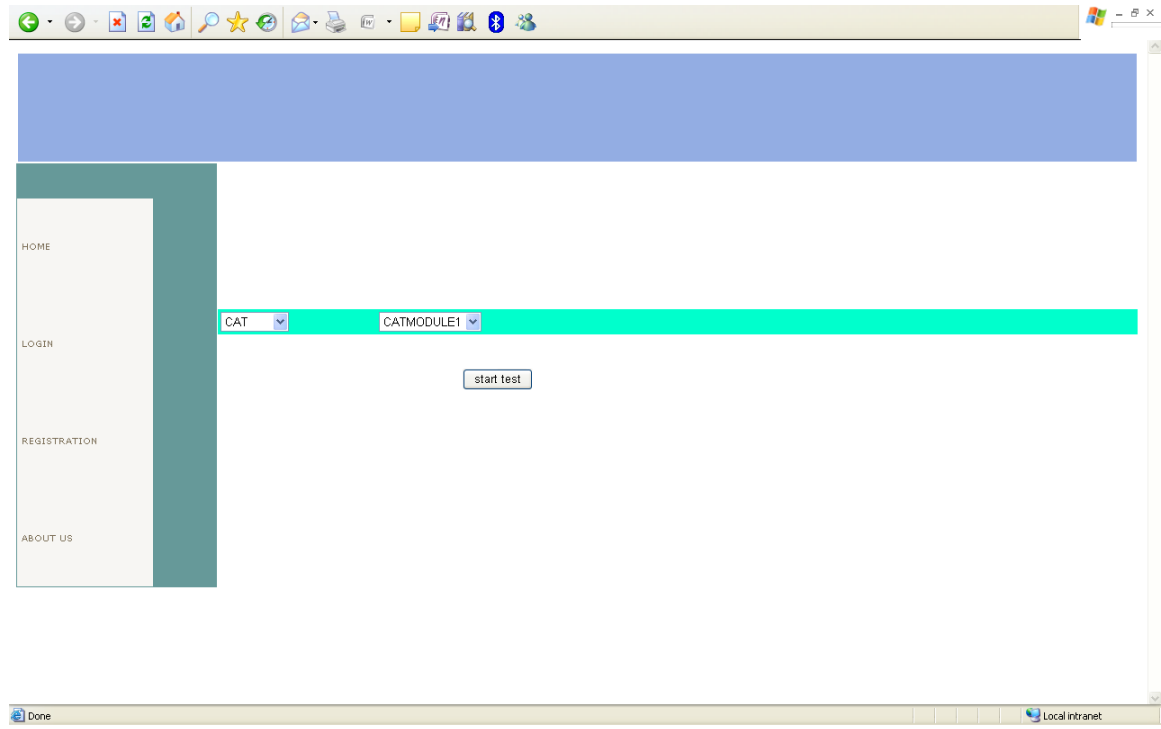 HOME
CAT CATMODULE1
LOGIN
start test
REGISTRATION
ABOUT US
Done Local intranet